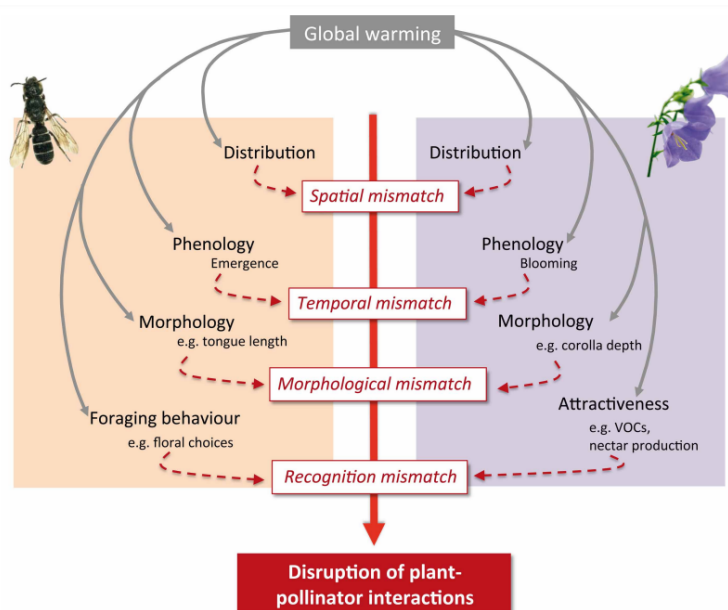 Global warming
Distribution
Distribution
Spatial mismatch
Phenology
Emergence
Phenology
Blooming
Temporal mismatch
Morphology
e.g. tongue length
Morphology
e.g. corolla depth
Morphological mismatch
Foraging behaviour
e.g. floral choices
Attractiveness
e.g. VOCs,
nectar production
Recognition mismatch
Disruption of plant-
pollinator interactions